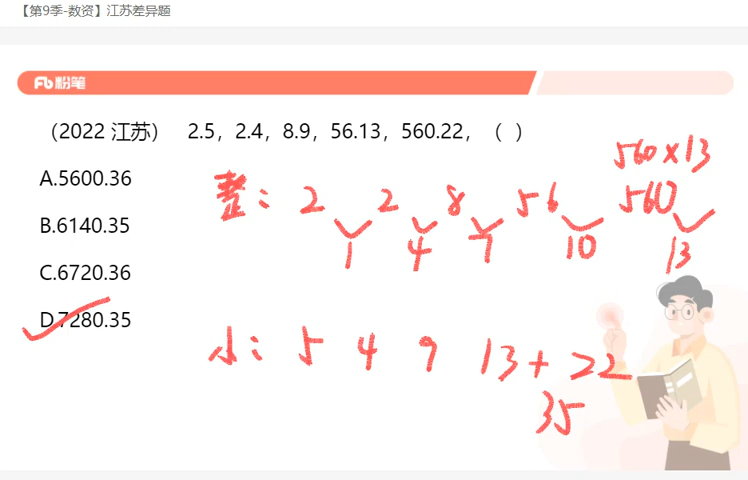 【第9季-数资】江苏差异题
粉笔
（2022 江苏） 2.5，2.4，8.9，56.13，560.22，（ ）
560×13
A.5600.36
整： 2 2 8 56 560
B.6140.35
1 4 7 10 13
C.6720.36
D.7280.35
小： 5 4 9 13+22
35